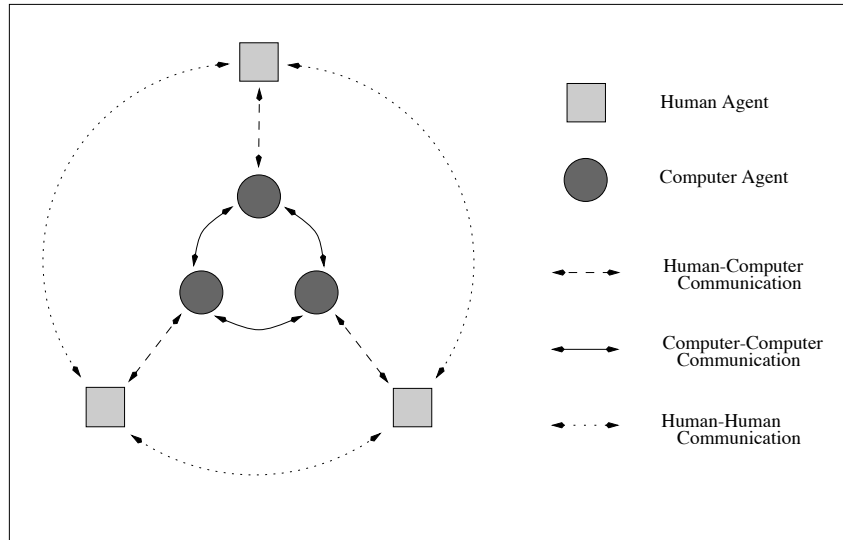 Human Agent
Computer Agent
Human-Computer
Communication
Computer-Computer
Communication
Human-Human
Communication